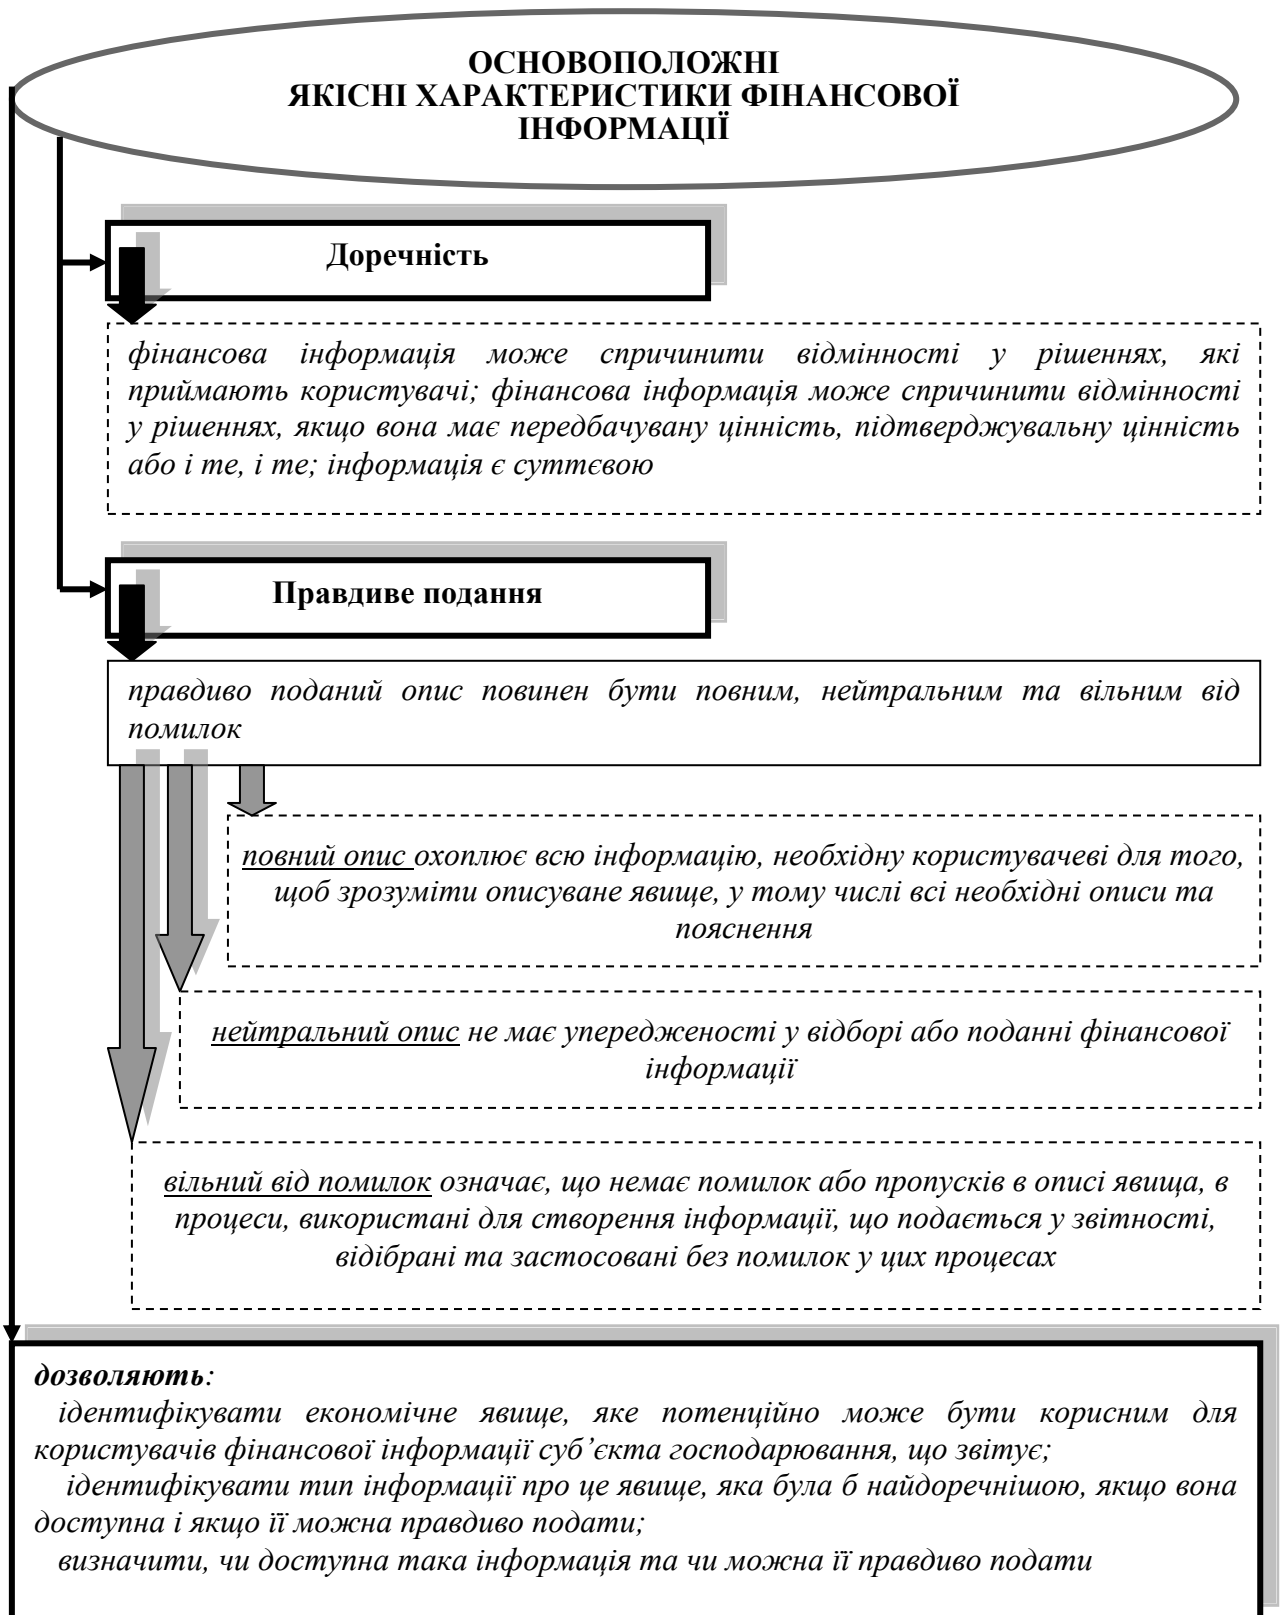 ОСНОВОПОЛОЖНІ
ЯКІСНІ ХАРАКТЕРИСТИКИ ФІНАНСОВОЇ
ІНФОРМАЦІЇ
Доречність
фінансова інформація може спричинити відмінності у рішеннях, які
приймають користувачі; фінансова інформація може спричинити відмінності
у рішеннях, якщо вона має передбачувану цінність, підтверджувальну цінність
або і те, і те; інформація є суттєвою
Правдиве подання
правдиво поданий опис повинен бути повним, нейтральним та вільним від
помилок
повний опис охоплює всю інформацію, необхідну користувачеві для того,
щоб зрозуміти описуване явище, у тому числі всі необхідні описи та
пояснення
нейтральний опис не має упередженості у відборі або поданні фінансової
інформації
вільний від помилок означає, що немає помилок або пропусків в описі явища, в
процеси, використані для створення інформації, що подається у звітності,
відібрані та застосовані без помилок у цих процесах
дозволяють:
ідентифікувати економічне явище, яке потенційно може бути корисним для
користувачів фінансової інформації суб’єкта господарювання, що звітує;
ідентифікувати тип інформації про це явище, яка була б найдоречнішою, якщо вона
доступна і якщо її можна правдиво подати;
визначити, чи доступна така інформація та чи можна її правдиво подати